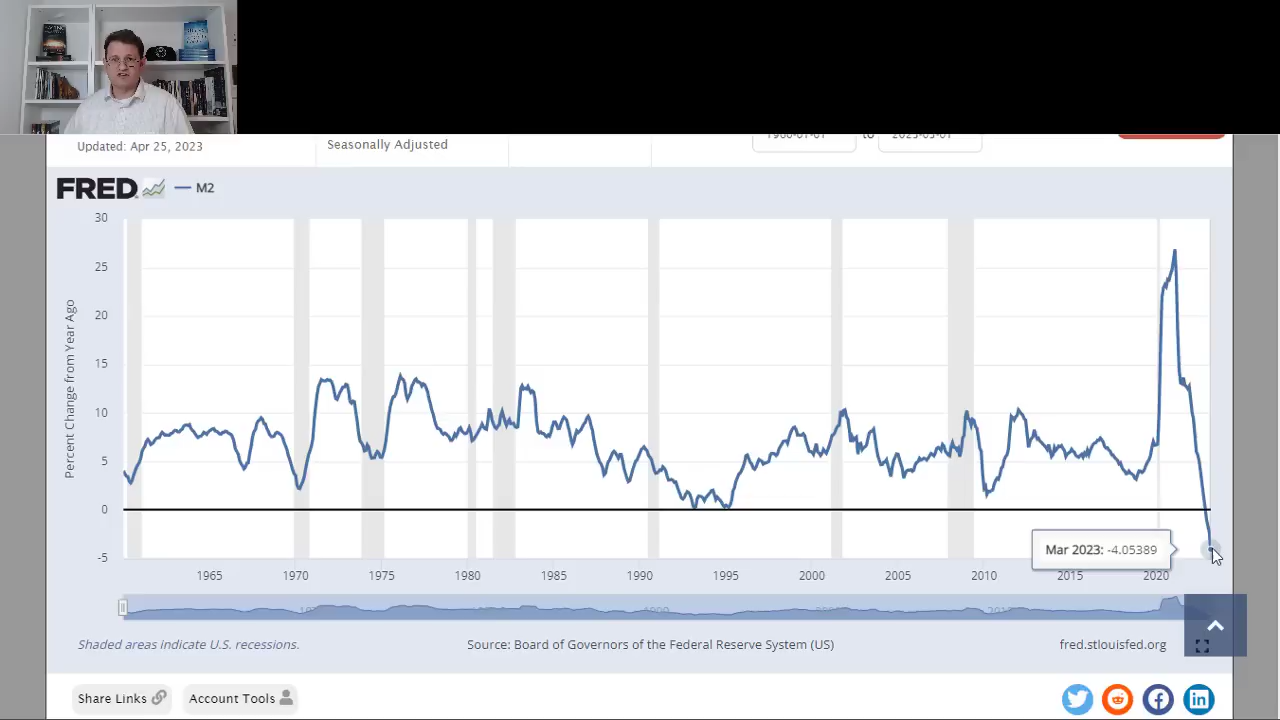 Updated: Apr 25, 2023
Seasonally Adjusted
to
FRED M2
30
25
20
15
10
5
0
-5
Percent Change from Year Ago
Mar 2023: -4.05389
1965 1970 1975 1980 1985 1990 1995 2000 2005 2010 2015 2020
Shaded areas indicate U.S. recessions.
Source: Board of Governors of the Federal Reserve System (US)
fred.stlouisfed.org
Share Links
Account Tools